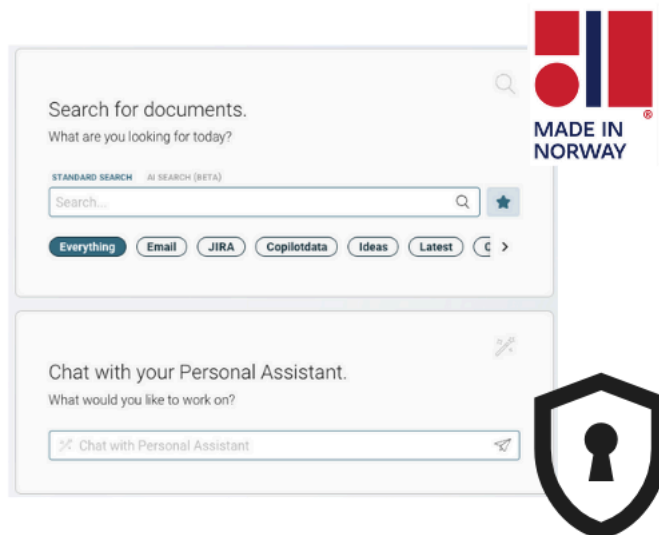 Search for documents.
What are you looking for today?
STANDARD SEARCH AI SEARCH (BETA)
Search...
Everything Email JIRA Copilotdata Ideas Latest
Chat with your Personal Assistant.
What would you like to work on?
Chat with Personal Assistant
MADE IN
NORWAY
®